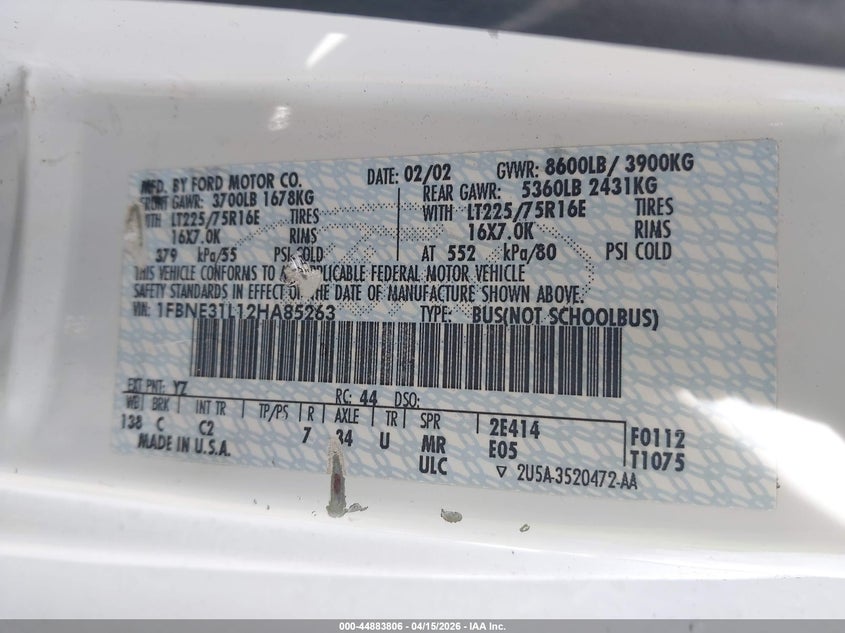 MFD. BY FORD MOTOR CO. DATE: 02/02 GVWR: 8600LB/ 3900KG
FRONT GAWR: 3700LB 1678KG REAR GAWR: 5360LB 2431KG
WITH LT225/75R16E TIRES WITH LT225/75R16E TIRES
16X7.0K RIMS 16X7.0K RIMS
379 kPa/55 PSI COLD AT 552 kPa/80 PSI COLD
THIS VEHICLE CONFORMS TO ALL APPLICABLE FEDERAL MOTOR VEHICLE
SAFETY STANDARDS IN EFFECT ON THE DATE OF MANUFACTURE SHOWN ABOVE.
VIN: 1FBNE31L12HA85263 TYPE: BUS(NOT SCHOOLBUS)
EXT PNT: YZ RC: 44 DSO:
WB BRK INT TR TP/PS R AXLE TR SPR
138 C C2 7 34 U MR 2E414 F0112
MADE IN U.S.A. ULC E05 T1075
▽ 2U5A-3520472-AA
000-44883806 - 04/15/2026 - IAA Inc.